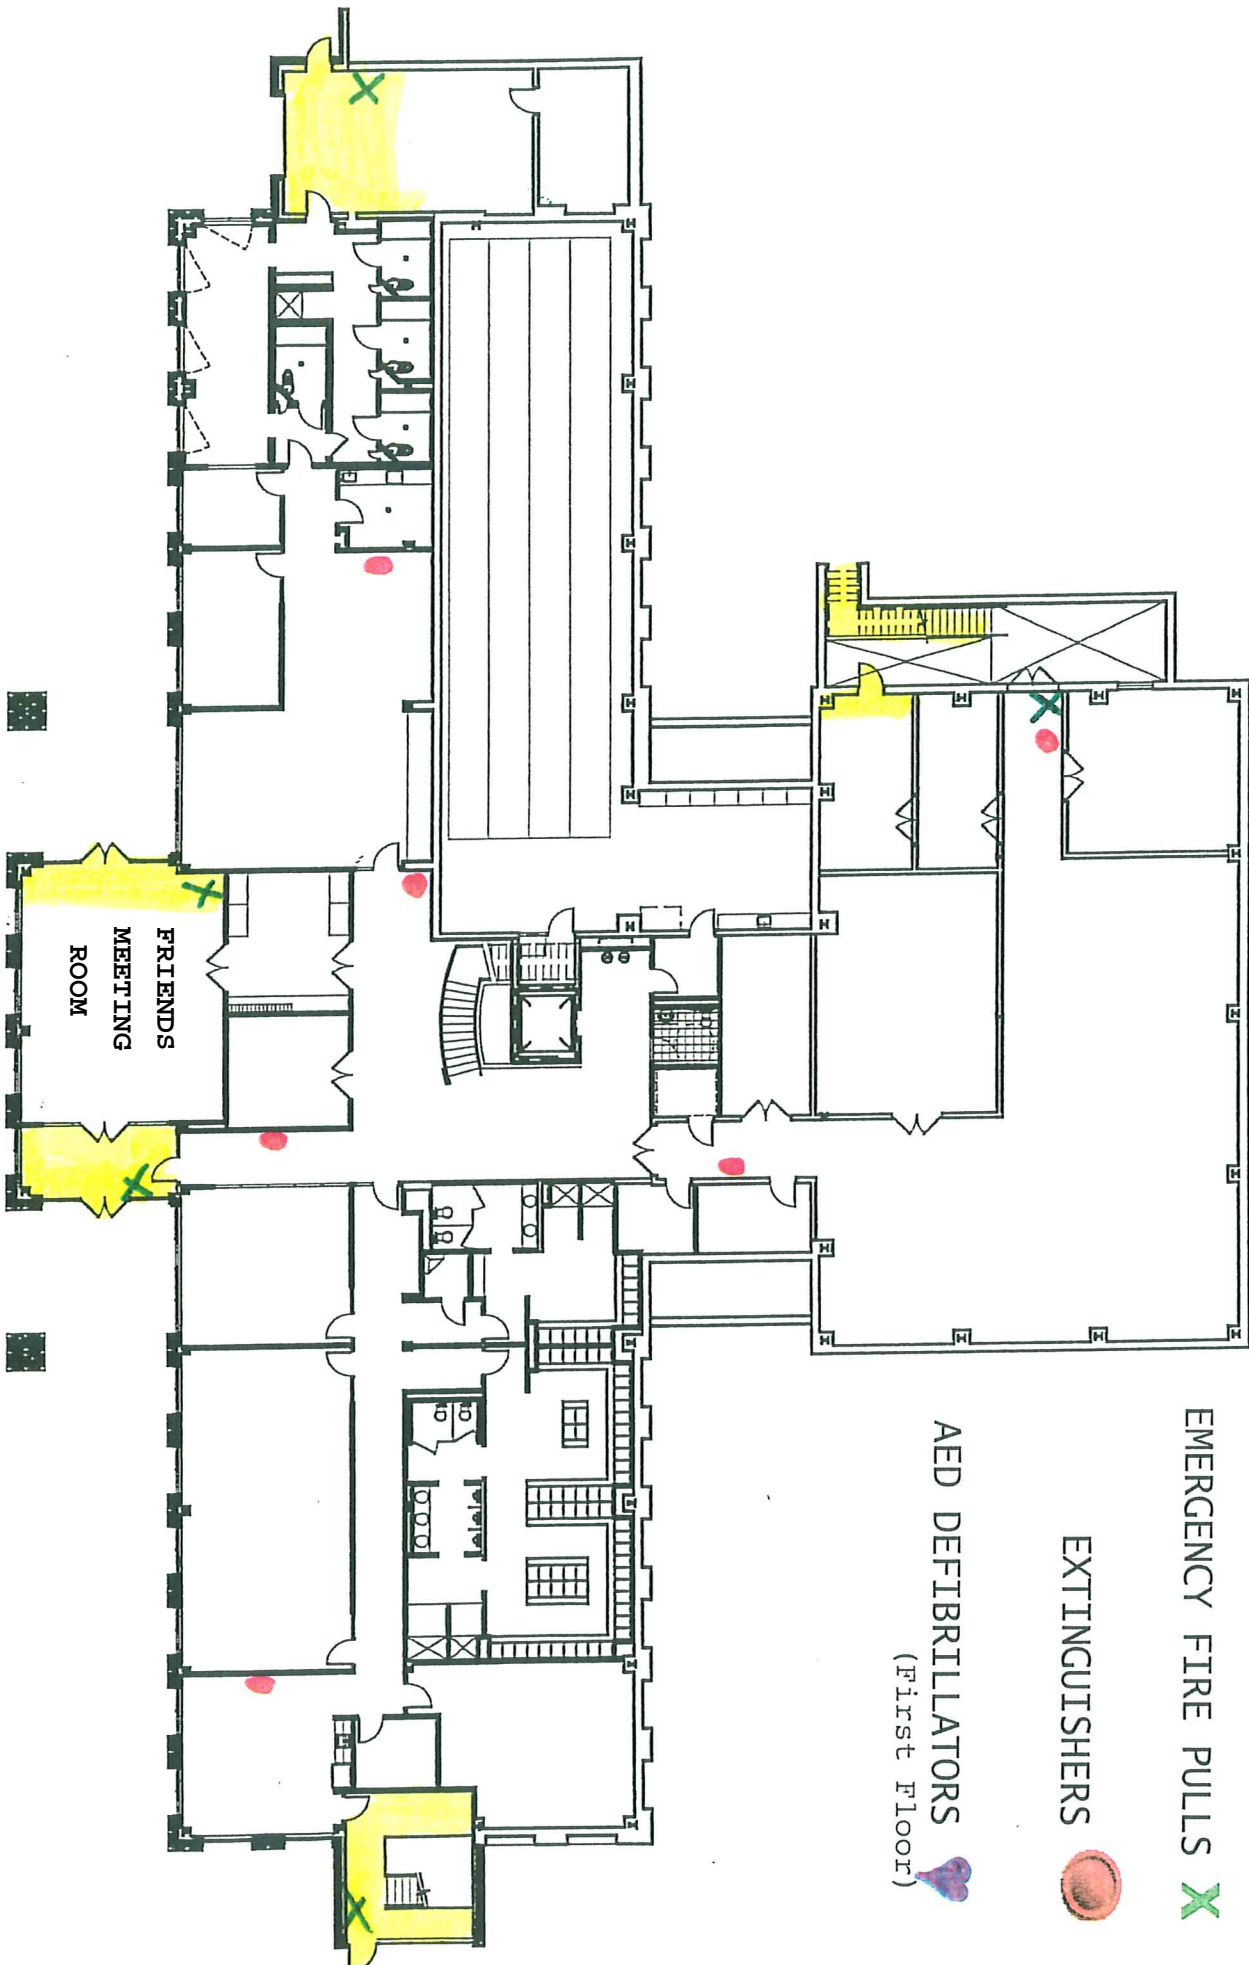 EMERGENCY FIRE PULLS X
EXTINGUISHERS
AED DEFIBRILLATORS
(First Floor)
FRIENDS
MEETING
ROOM